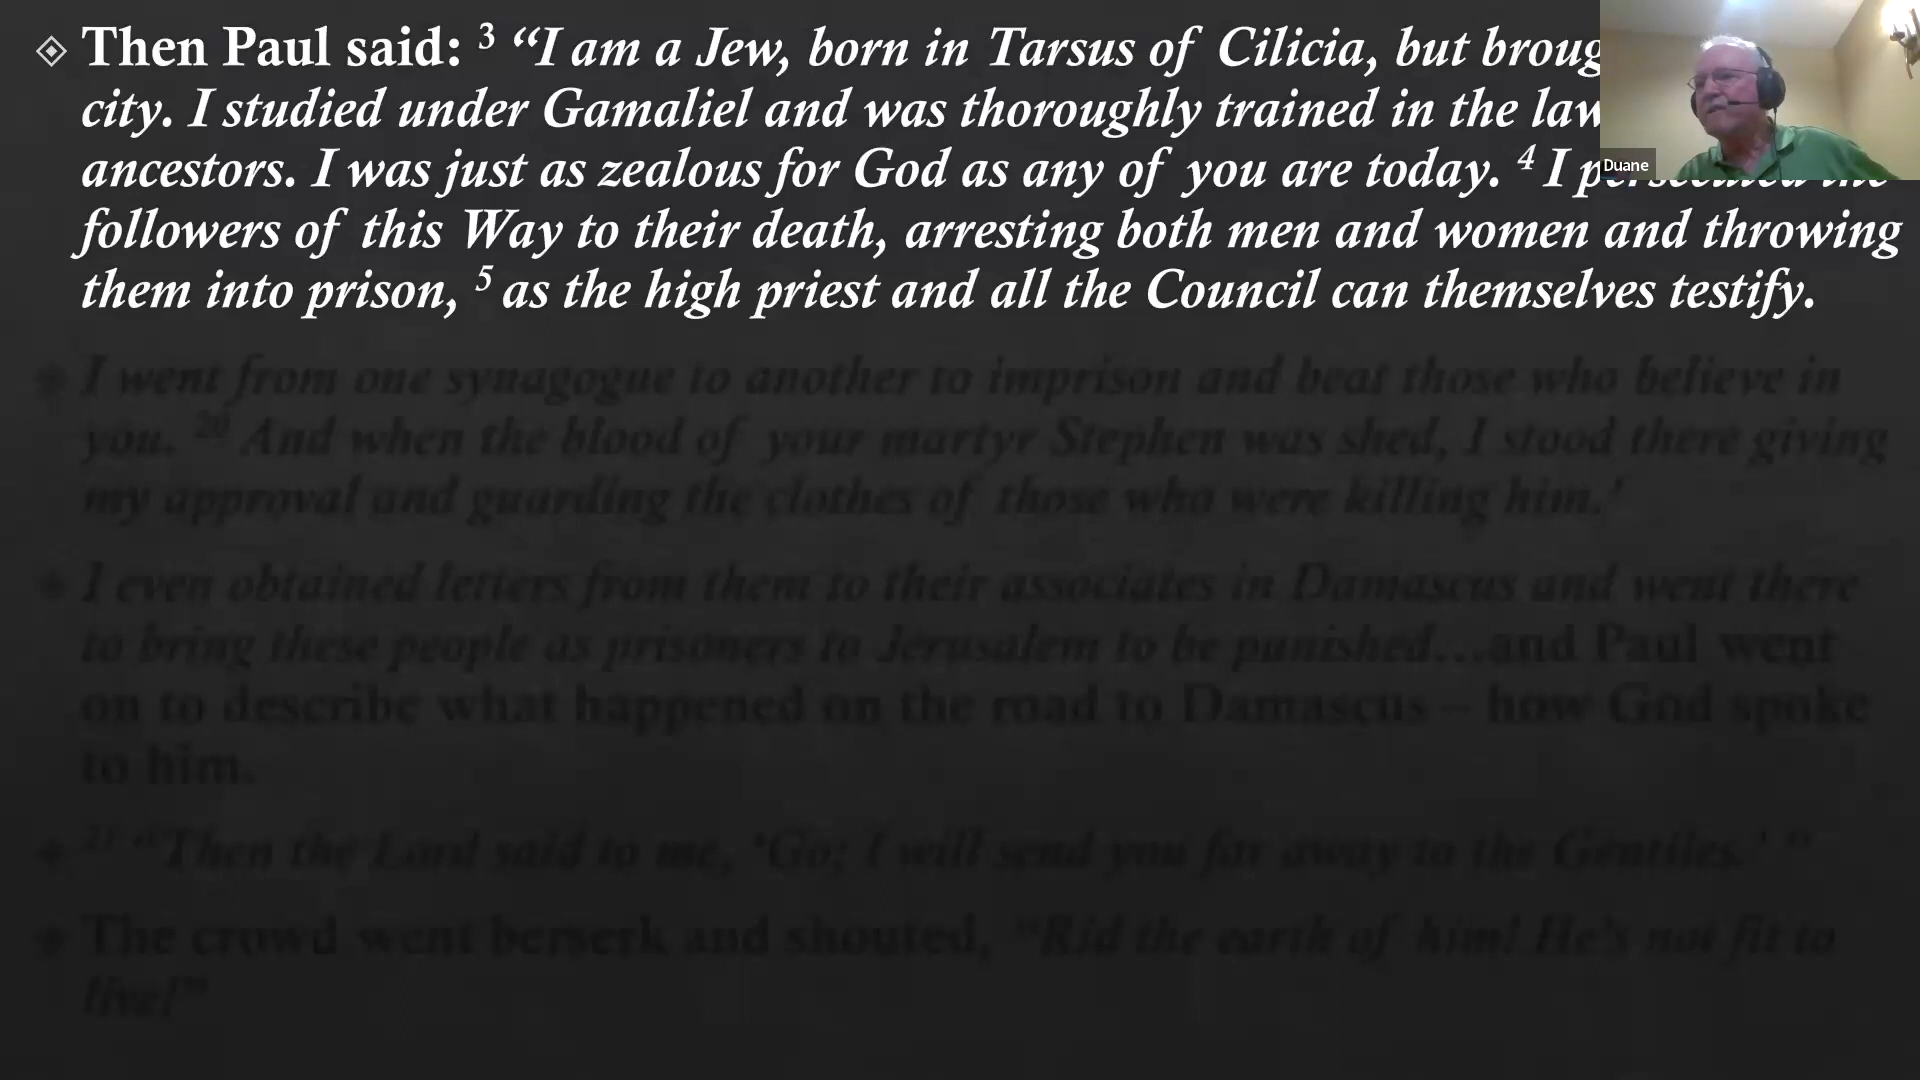 Then Paul said: 3 “I am a Jew, born in Tarsus of Cilicia, but broug
city. I studied under Gamaliel and was thoroughly trained in the law
ancestors. I was just as zealous for God as any of you are today. 4 I persecuted the
followers of this Way to their death, arresting both men and women and throwing
them into prison, 5 as the high priest and all the Council can themselves testify.
I went from one synagogue to another to imprison and beat those who believe in
you. 20 And when the blood of your martyr Stephen was shed, I stood there giving
my approval and guarding the clothes of those who were killing him.’
I even obtained letters from them to their associates in Damascus and went there
to bring these people as prisoners to Jerusalem to be punished…and Paul went
on to describe what happened on the road to Damascus – how God spoke
to him.
21 “Then the Lord said to me, ‘Go; I will send you far away to the Gentiles.’ ”
The crowd went berserk and shouted, “Rid the earth of him! He’s not fit to
live!”
Duane